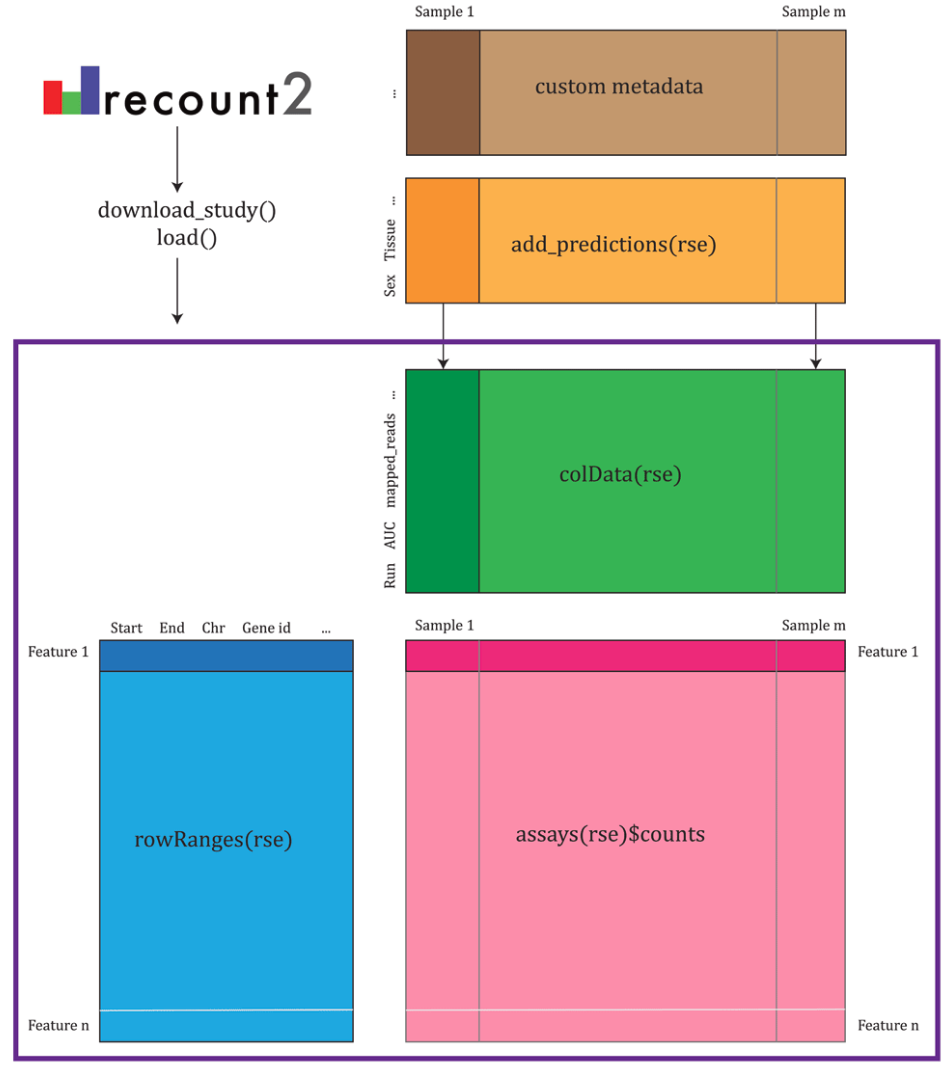 Sample 1
Sample m
recount2
custom metadata
...
download_study()
load()
Sex Tissue ...
add_predictions(rse)
Run AUC mapped_reads ...
colData(rse)
Start End Chr Gene id ...
Sample 1
Sample m
Feature 1
Feature 1
rowRanges(rse)
assays(rse)$counts
Feature n
Feature n